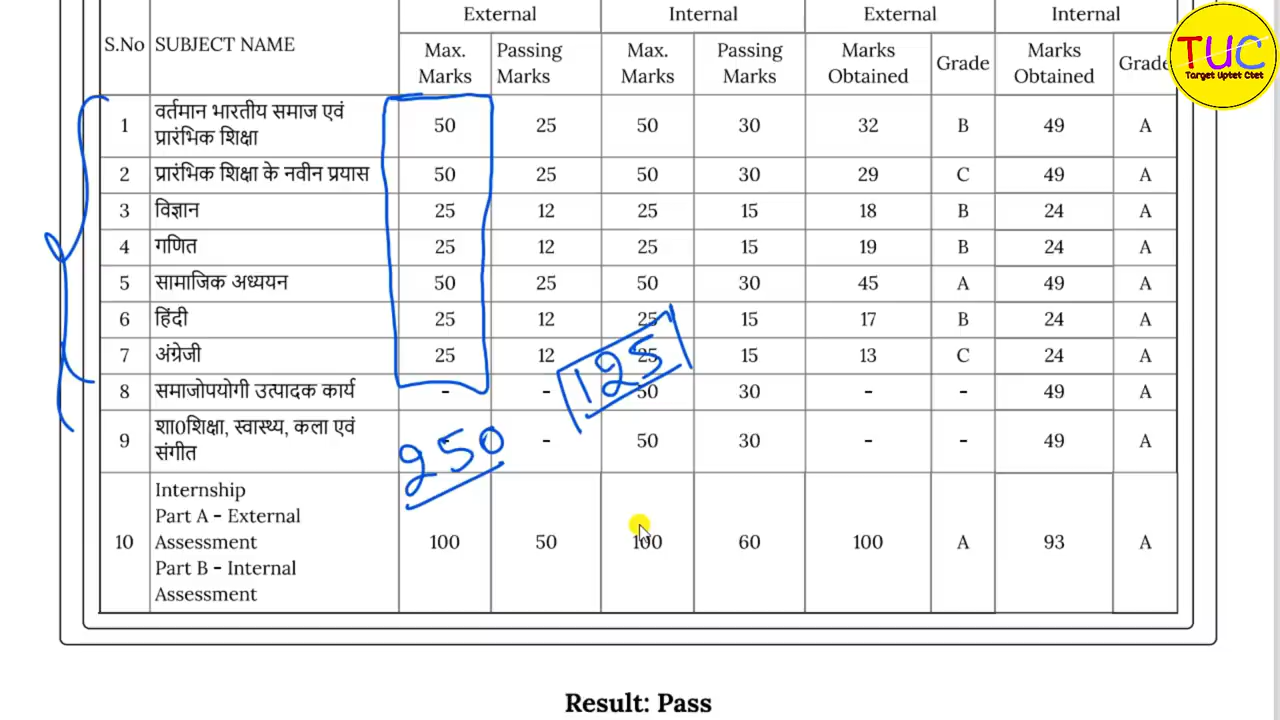 External Internal External Internal
S.No SUBJECT NAME Max. Marks Passing Marks Max. Marks Passing Marks Marks Obtained Grade Marks Obtained Grade
TUC
Target Uptet Ctet
1 वर्तमान भारतीय समाज एवं प्रारंभिक शिक्षा 50 25 50 30 32 B 49 A
2 प्रारंभिक शिक्षा के नवीन प्रयास 50 25 50 30 29 C 49 A
3 विज्ञान 25 12 25 15 18 B 24 A
4 गणित 25 12 25 15 19 B 24 A
5 सामाजिक अध्ययन 50 25 50 30 45 A 49 A
6 हिंदी 25 12 25 15 17 B 24 A
7 अंग्रेजी 25 12 25 15 13 C 24 A
125
8 समाजोपयोगी उत्पादक कार्य - - 50 30 - - 49 A
9 शा0शिक्षा, स्वास्थ्य, कला एवं संगीत - - 50 30 - - 49 A
250
10 Internship Part A - External Assessment Part B - Internal Assessment 100 50 100 60 100 A 93 A
Result: Pass